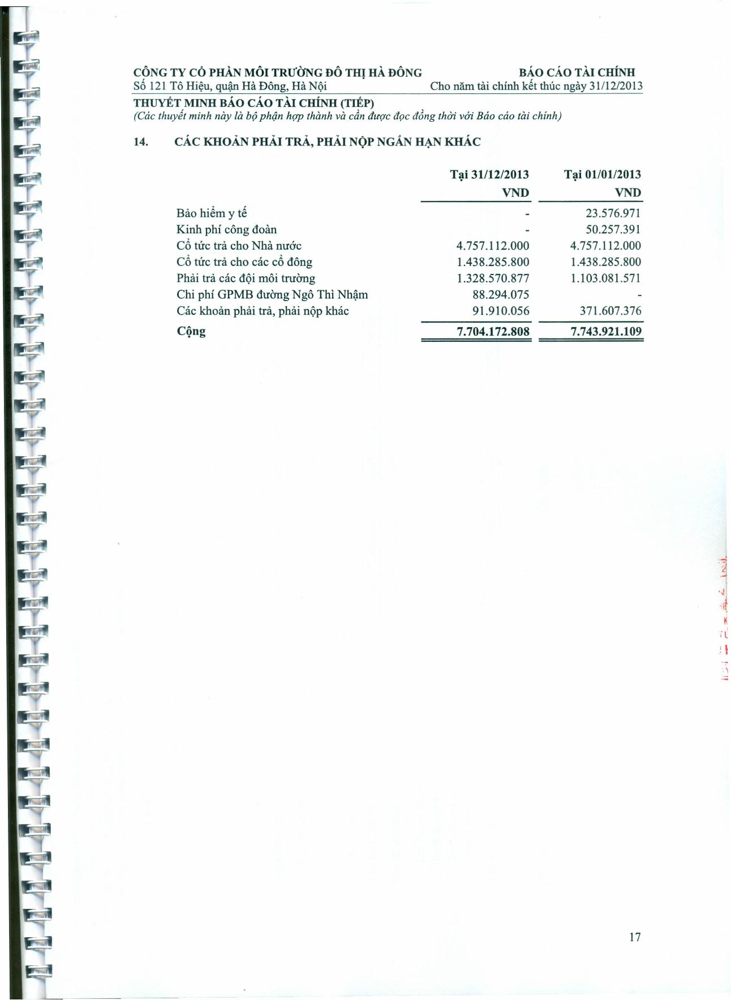 CÔNG TY CỔ PHẦN MÔI TRƯỜNG ĐÔ THỊ HÀ ĐÔNG BÁO CÁO TÀI CHÍNH
Số 121 Tô Hiệu, quận Hà Đông, Hà Nội Cho năm tài chính kết thúc ngày 31/12/2013
THUYẾT MINH BÁO CÁO TÀI CHÍNH (TIẾP)
(Các thuyết minh này là bộ phận hợp thành và cần được đọc đồng thời với Báo cáo tài chính)
14. CÁC KHOẢN PHẢI TRẢ, PHẢI NỘP NGẮN HẠN KHÁC
Tại 31/12/2013 Tại 01/01/2013
VND VND
Bảo hiểm y tế - 23.576.971
Kinh phí công đoàn - 50.257.391
Cổ tức trả cho Nhà nước 4.757.112.000 4.757.112.000
Cổ tức trả cho các cổ đông 1.438.285.800 1.438.285.800
Phải trả các đội môi trường 1.328.570.877 1.103.081.571
Chi phí GPMB đường Ngô Thì Nhậm 88.294.075 -
Các khoản phải trả, phải nộp khác 91.910.056 371.607.376
Cộng 7.704.172.808 7.743.921.109
17